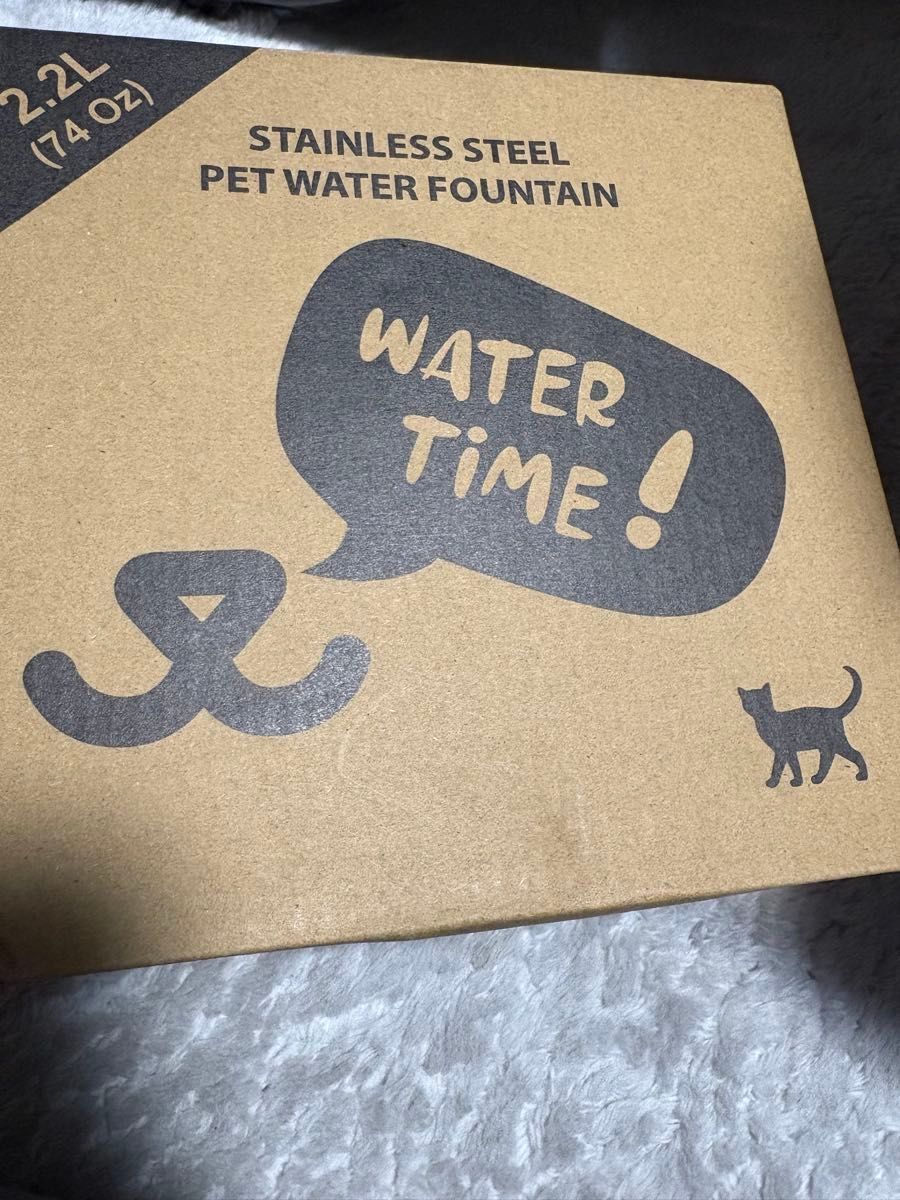 2.2L
(74 Oz)
STAINLESS STEEL
PET WATER FOUNTAIN
WATER
TiME!